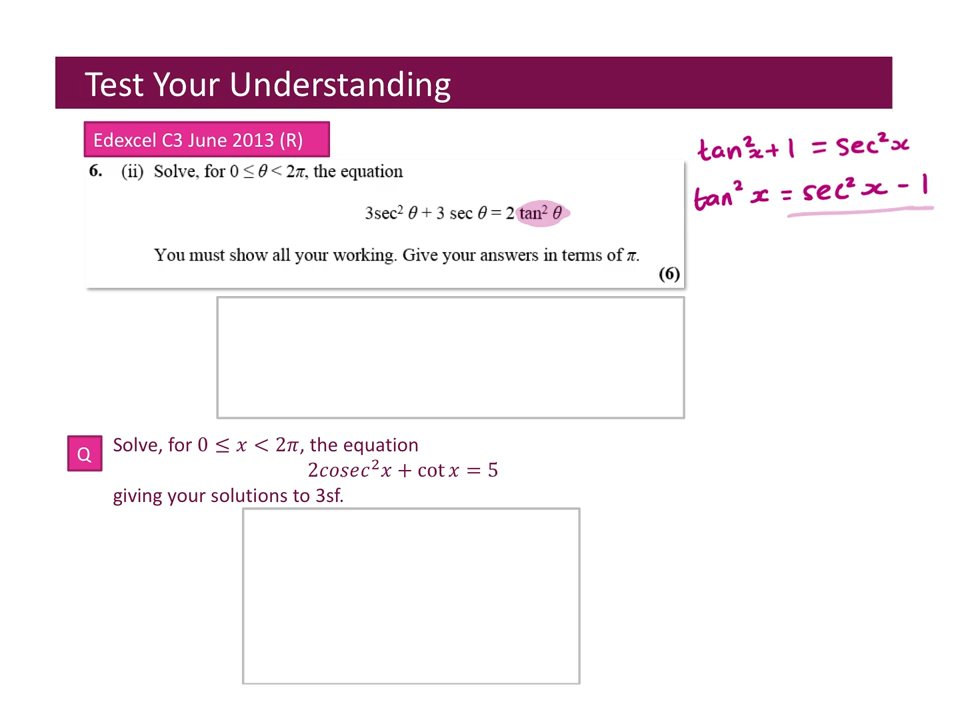 Test Your Understanding
Edexcel C3 June 2013 (R)
tan²x + 1 = sec²x
tan² x = sec² x − 1
6. (ii) Solve, for 0 ≤ θ < 2π, the equation
3sec² θ + 3 sec θ = 2 tan² θ
You must show all your working. Give your answers in terms of π.
(6)
Q
Solve, for 0 ≤ x < 2π, the equation
2cosec²x + cot x = 5
giving your solutions to 3sf.